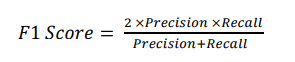 F1 Score = 2 ×Precision ×Recall / Precision+Recall